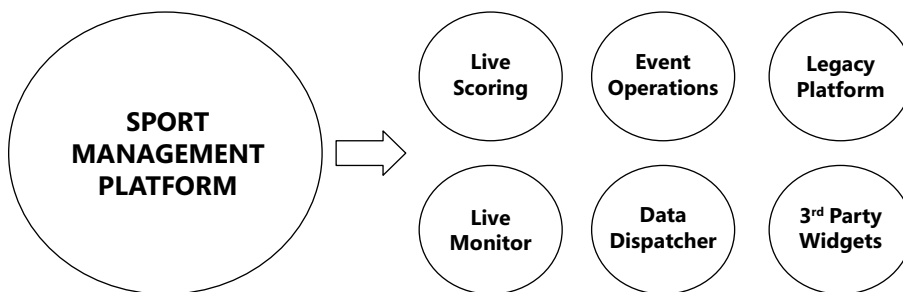 SPORT
MANAGEMENT
PLATFORM
Live
Scoring
Event
Operations
Legacy
Platform
Live
Monitor
Data
Dispatcher
3rd Party
Widgets